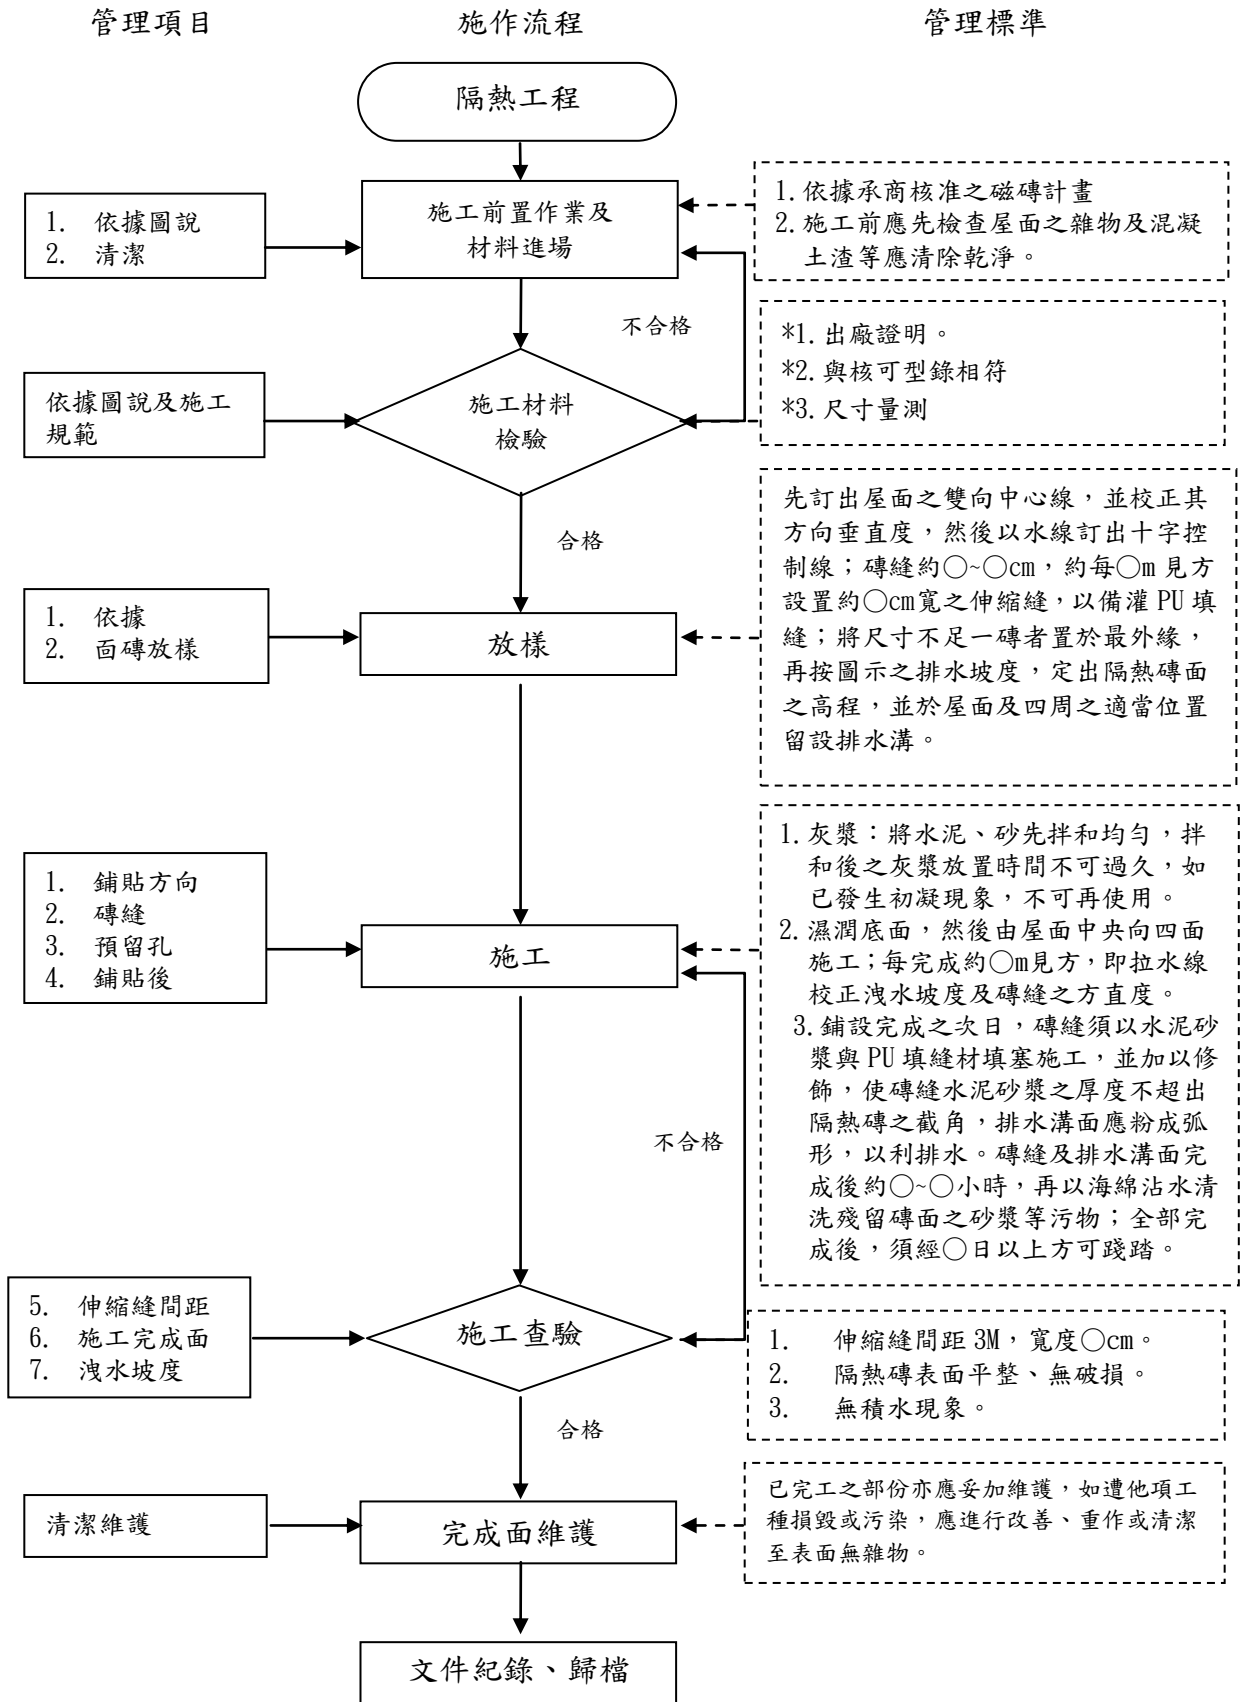 管理項目
施作流程
管理標準
隔熱工程
1. 依據圖說
2. 清潔
施工前置作業及
材料進場
1.依據承商核准之磁磚計畫
2.施工前應先檢查屋面之雜物及混凝
土渣等應清除乾淨。
不合格
依據圖說及施工
規範
施工材料
檢驗
*1.出廠證明。
*2.與核可型錄相符
*3.尺寸量測
合格
1. 依據
2. 面磚放樣
放樣
先訂出屋面之雙向中心線，並校正其
方向垂直度，然後以水線訂出十字控
制線；磚縫約○~○cm，約每○m 見方
設置約○cm寬之伸縮縫，以備灌 PU 填
縫；將尺寸不足一磚者置於最外緣，
再按圖示之排水坡度，定出隔熱磚面
之高程，並於屋面及四周之適當位置
留設排水溝。
1. 鋪貼方向
2. 磚縫
3. 預留孔
4. 鋪貼後
施工
1.灰漿：將水泥、砂先拌和均勻，拌
和後之灰漿放置時間不可過久，如
已發生初凝現象，不可再使用。
2.濕潤底面，然後由屋面中央向四面
施工；每完成約○m見方，即拉水線
校正洩水坡度及磚縫之方直度。
3.鋪設完成之次日，磚縫須以水泥砂
漿與 PU 填縫材填塞施工，並加以修
飾，使磚縫水泥砂漿之厚度不超出
隔熱磚之截角，排水溝面應粉成弧
形，以利排水。磚縫及排水溝面完
成後約○~○小時，再以海綿沾水清
洗殘留磚面之砂漿等污物；全部完
成後，須經○日以上方可踐踏。
不合格
5. 伸縮縫間距
6. 施工完成面
7. 洩水坡度
施工查驗
1. 伸縮縫間距 3M，寬度○cm。
2. 隔熱磚表面平整、無破損。
3. 無積水現象。
合格
清潔維護
完成面維護
已完工之部份亦應妥加維護，如遭他項工
種損毀或污染，應進行改善、重作或清潔
至表面無雜物。
文件紀錄、歸檔